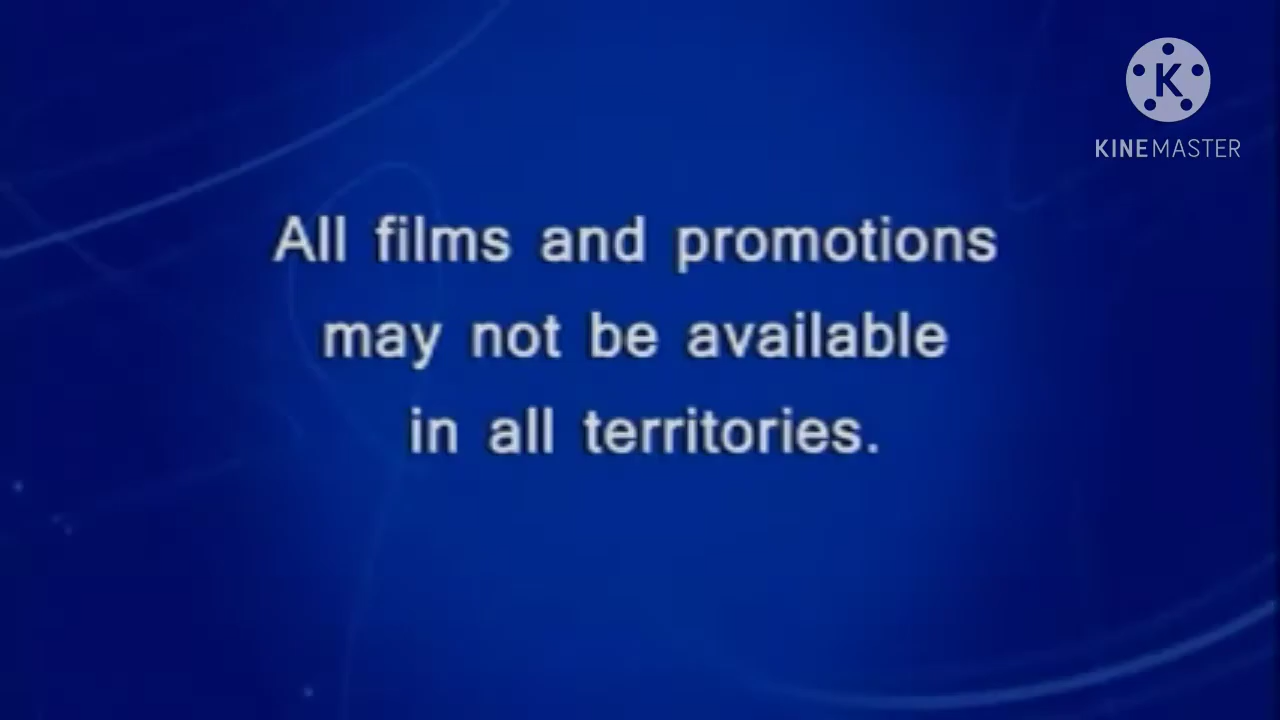 K
KINEMASTER
All films and promotions
may not be available
in all territories.